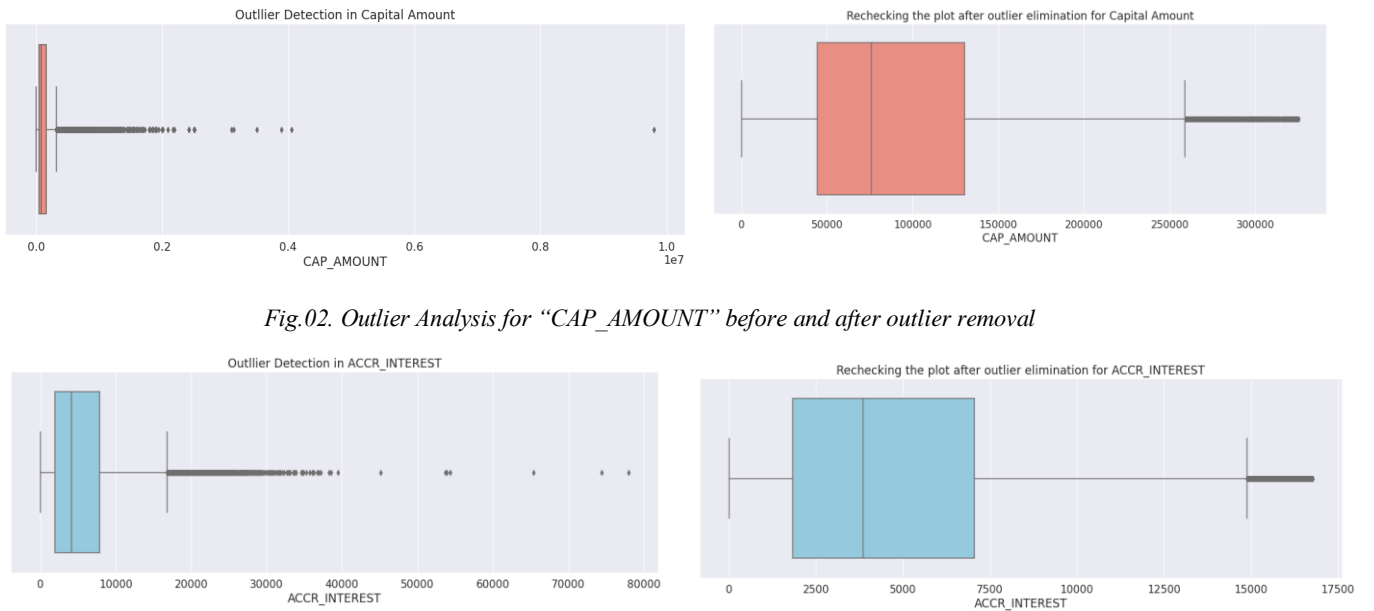 Outllier Detection in Capital Amount
0.0 0.2 0.4 0.6 0.8 1.0
1e7
CAP_AMOUNT
Rechecking the plot after outlier elimination for Capital Amount
0 50000 100000 150000 200000 250000 300000
CAP_AMOUNT
Fig.02. Outlier Analysis for “CAP_AMOUNT” before and after outlier removal
Outllier Detection in ACCR_INTEREST
0 10000 20000 30000 40000 50000 60000 70000 80000
ACCR_INTEREST
Rechecking the plot after outlier elimination for ACCR_INTEREST
0 2500 5000 7500 10000 12500 15000 17500
ACCR_INTEREST